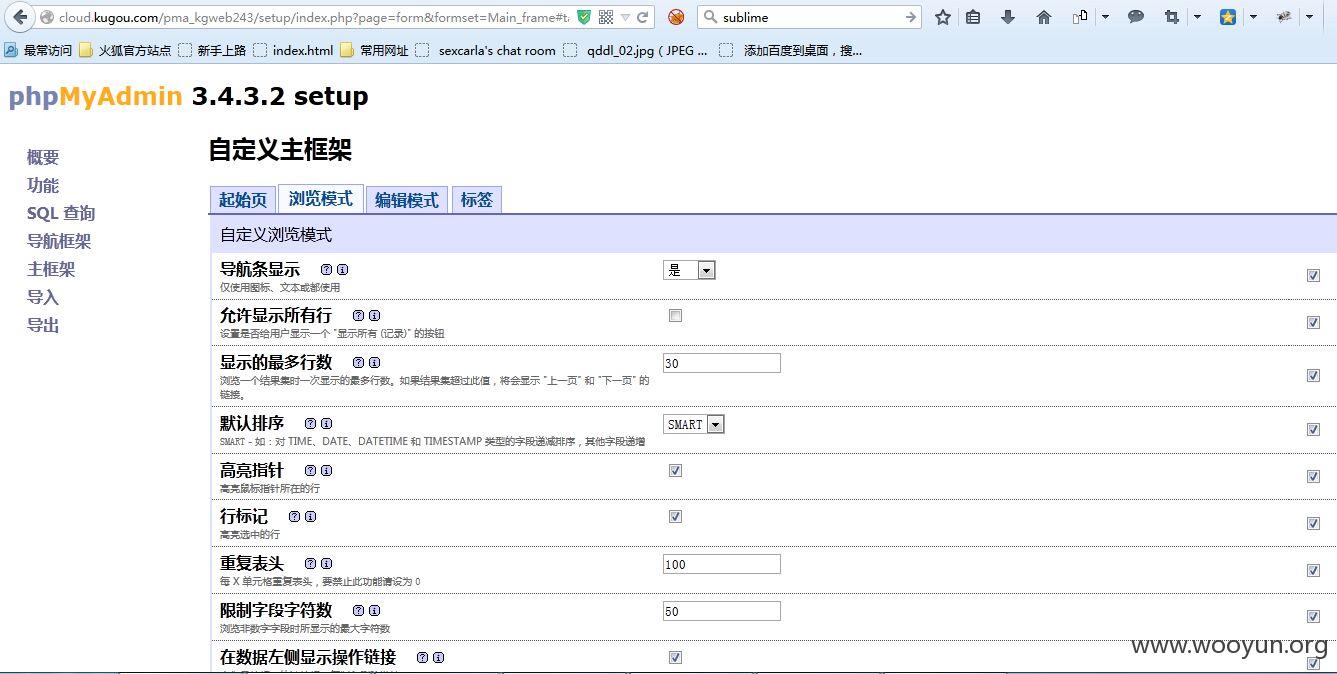 cloud.kugou.com/pma_kgweb243/setup/index.php?page=form&formset=Main_frame#t
sublime
最常访问 火狐官方站点 新手上路 index.html 常用网址 sexcarla's chat room qddl_02.jpg ( JPEG ... 添加百度到桌面，搜...
phpMyAdmin 3.4.3.2 setup
概要
功能
SQL 查询
导航框架
主框架
导入
导出
自定义主框架
起始页 浏览模式 编辑模式 标签
自定义浏览模式
导航条显示
是
仅使用图标、文本或都使用
允许显示所有行
设置是否给用户显示一个 "显示所有 (记录)" 的按钮
显示的最多行数
30
浏览一个结果集时一次显示的最多行数。如果结果集超过此值，将会显示 "上一页" 和 "下一页" 的
链接。
默认排序
SMART
SMART - 如：对 TIME、DATE、DATETIME 和 TIMESTAMP 类型的字段递减排序，其他字段递增
高亮指针
高亮鼠标指针所在的行
行标记
高亮选中的行
重复表头
100
每 X 单元格重复表头，要禁止此功能请设为 0
限制字段字符数
50
浏览非数字字段时所显示的最大字符数
在数据左侧显示操作链接
www.wooyun.org